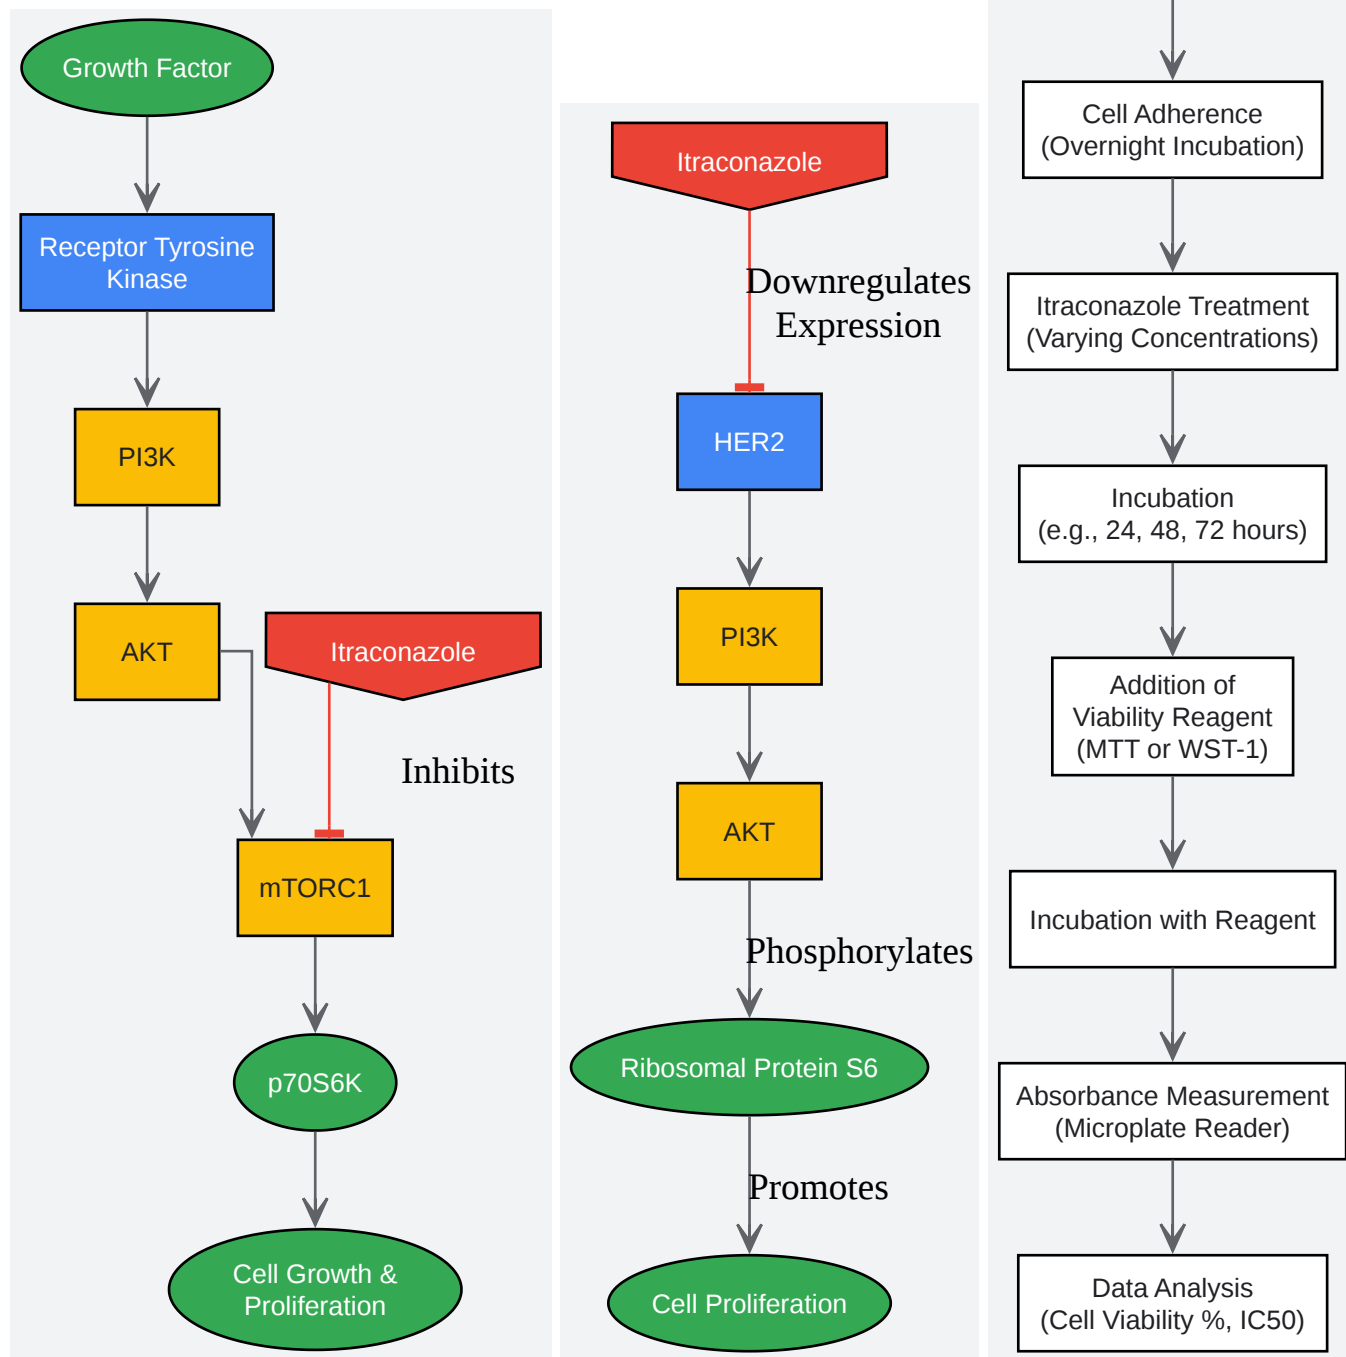 Growth Factor
Receptor Tyrosine
Kinase
PI3K
AKT
Itraconazole
Inhibits
mTORC1
p70S6K
Cell Growth &
Proliferation
Itraconazole
Downregulates
Expression
HER2
PI3K
AKT
Phosphorylates
Ribosomal Protein S6
Promotes
Cell Proliferation
Cell Adherence
(Overnight Incubation)
Itraconazole Treatment
(Varying Concentrations)
Incubation
(e.g., 24, 48, 72 hours)
Addition of
Viability Reagent
(MTT or WST-1)
Incubation with Reagent
Absorbance Measurement
(Microplate Reader)
Data Analysis
(Cell Viability %, IC50)